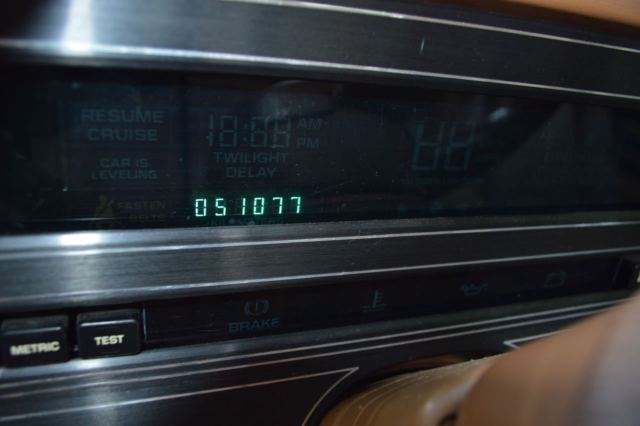 RESUME
CRUISE
18:88 AM
PM
TWILIGHT
DELAY
CAR IS
LEVELING
FASTEN
BELTS
051077
88
METRIC
TEST
BRAKE